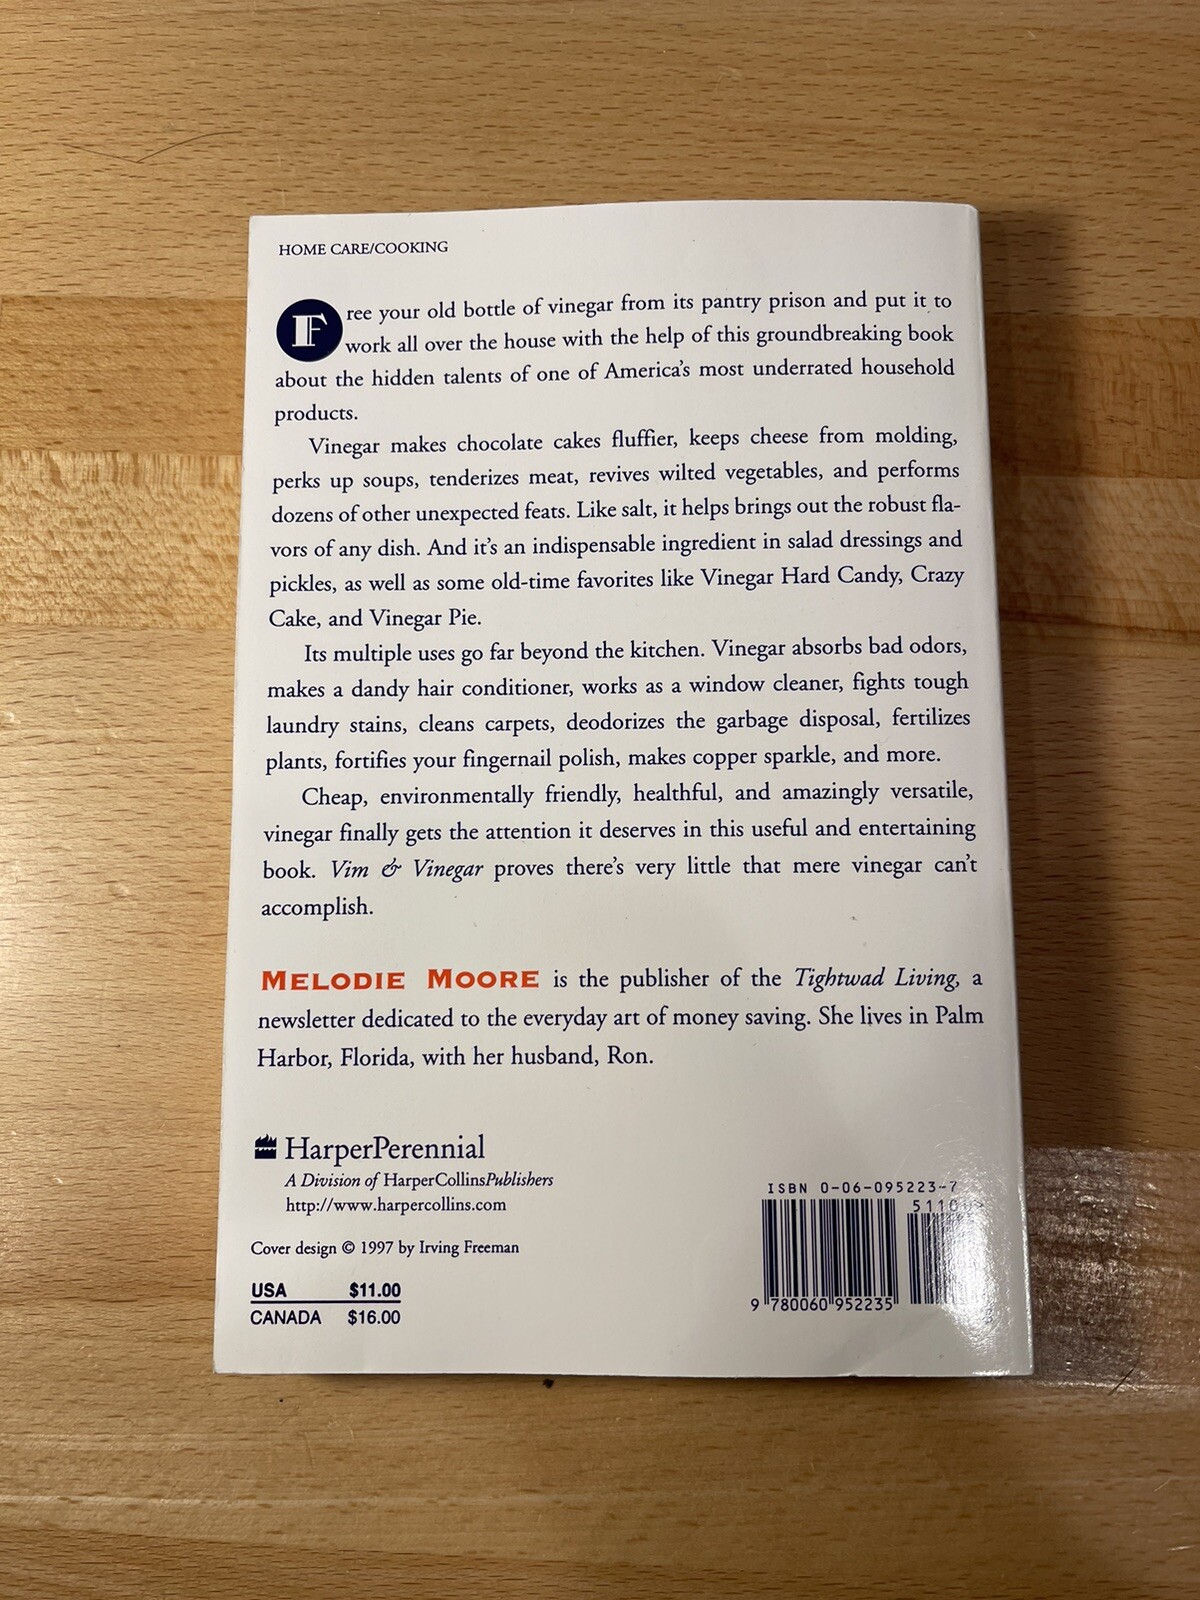 HOME CARE/COOKING
Free your old bottle of vinegar from its pantry prison and put it to
work all over the house with the help of this groundbreaking book
about the hidden talents of one of America's most underrated household
products.
Vinegar makes chocolate cakes fluffier, keeps cheese from molding,
perks up soups, tenderizes meat, revives wilted vegetables, and performs
dozens of other unexpected feats. Like salt, it helps brings out the robust fla-
vors of any dish. And it's an indispensable ingredient in salad dressings and
pickles, as well as some old-time favorites like Vinegar Hard Candy, Crazy
Cake, and Vinegar Pie.
Its multiple uses go far beyond the kitchen. Vinegar absorbs bad odors,
makes a dandy hair conditioner, works as a window cleaner, fights tough
laundry stains, cleans carpets, deodorizes the garbage disposal, fertilizes
plants, fortifies your fingernail polish, makes copper sparkle, and more.
Cheap, environmentally friendly, healthful, and amazingly versatile,
vinegar finally gets the attention it deserves in this useful and entertaining
book. Vim & Vinegar proves there's very little that mere vinegar can't
accomplish.
MELODIE MOORE is the publisher of the Tightwad Living, a
newsletter dedicated to the everyday art of money saving. She lives in Palm
Harbor, Florida, with her husband, Ron.
HarperPerennial
A Division of HarperCollinsPublishers
http://www.harpercollins.com
Cover design © 1997 by Irving Freeman
USA $11.00
CANADA $16.00
ISBN 0-06-095223-7
9 780060 952235